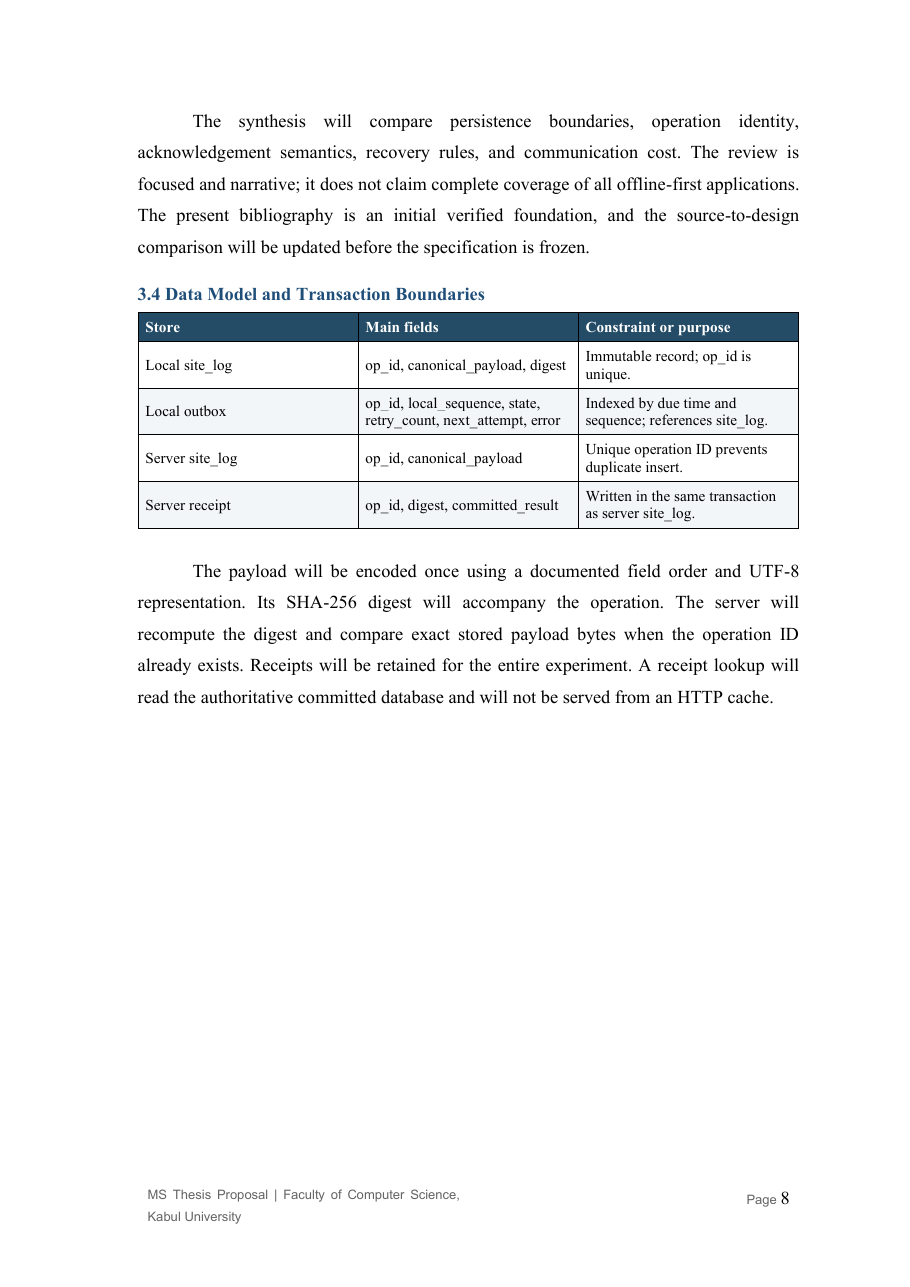 The synthesis will compare persistence boundaries, operation identity,
acknowledgement semantics, recovery rules, and communication cost. The review is
focused and narrative; it does not claim complete coverage of all offline-first applications.
The present bibliography is an initial verified foundation, and the source-to-design
comparison will be updated before the specification is frozen.
3.4 Data Model and Transaction Boundaries
Store
Main fields
Constraint or purpose
Local site_log
op_id, canonical_payload, digest
Immutable record; op_id is
unique.
Local outbox
op_id, local_sequence, state,
retry_count, next_attempt, error
Indexed by due time and
sequence; references site_log.
Server site_log
op_id, canonical_payload
Unique operation ID prevents
duplicate insert.
Server receipt
op_id, digest, committed_result
Written in the same transaction
as server site_log.
The payload will be encoded once using a documented field order and UTF-8
representation. Its SHA-256 digest will accompany the operation. The server will
recompute the digest and compare exact stored payload bytes when the operation ID
already exists. Receipts will be retained for the entire experiment. A receipt lookup will
read the authoritative committed database and will not be served from an HTTP cache.
MS Thesis Proposal | Faculty of Computer Science,
Kabul University
Page 8